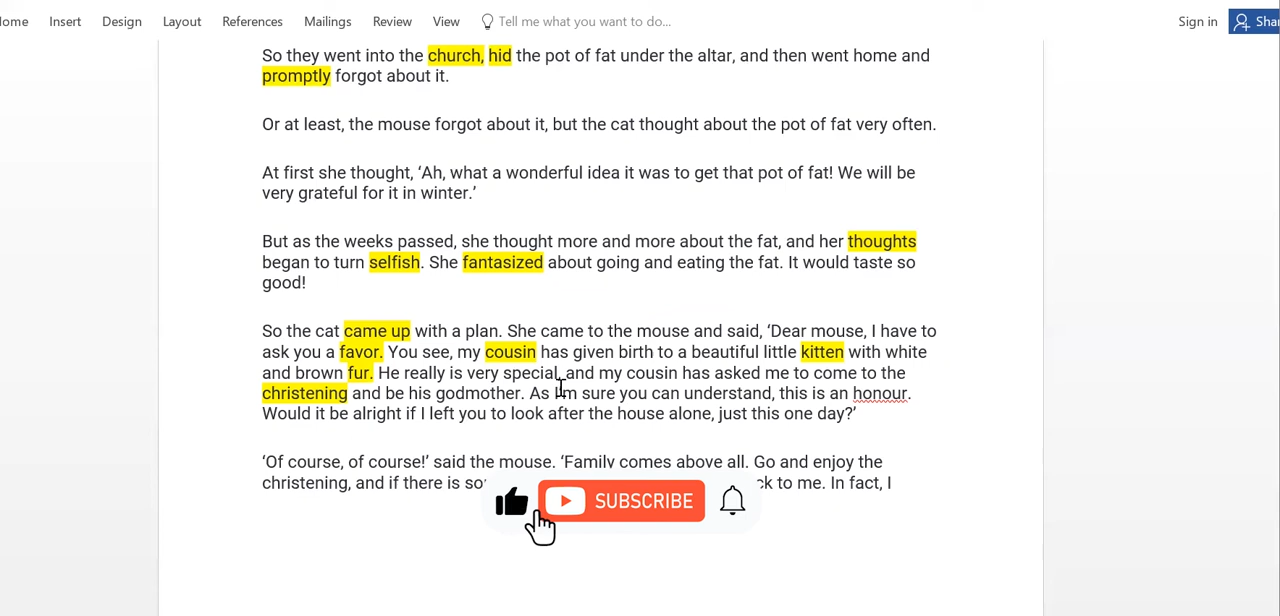 ome Insert Design Layout References Mailings Review View Tell me what you want to do... Sign in Shar
So they went into the church, hid the pot of fat under the altar, and then went home and
promptly forgot about it.
Or at least, the mouse forgot about it, but the cat thought about the pot of fat very often.
At first she thought, ‘Ah, what a wonderful idea it was to get that pot of fat! We will be
very grateful for it in winter.’
But as the weeks passed, she thought more and more about the fat, and her thoughts
began to turn selfish. She fantasized about going and eating the fat. It would taste so
good!
So the cat came up with a plan. She came to the mouse and said, ‘Dear mouse, I have to
ask you a favor. You see, my cousin has given birth to a beautiful little kitten with white
and brown fur. He really is very special, and my cousin has asked me to come to the
christening and be his godmother. As I’m sure you can understand, this is an honour.
Would it be alright if I left you to look after the house alone, just this one day?’
‘Of course, of course!’ said the mouse. ‘Family comes above all. Go and enjoy the
christening, and if there is so ck to me. In fact, I
SUBSCRIBE